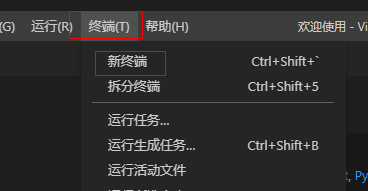 (G) 运行(R) 终端(T) 帮助(H) 欢迎使用 - Vi
新终端 Ctrl+Shift+`
拆分终端 Ctrl+Shift+5
运行任务...
运行生成任务... Ctrl+Shift+B
运行活动文件
, Py